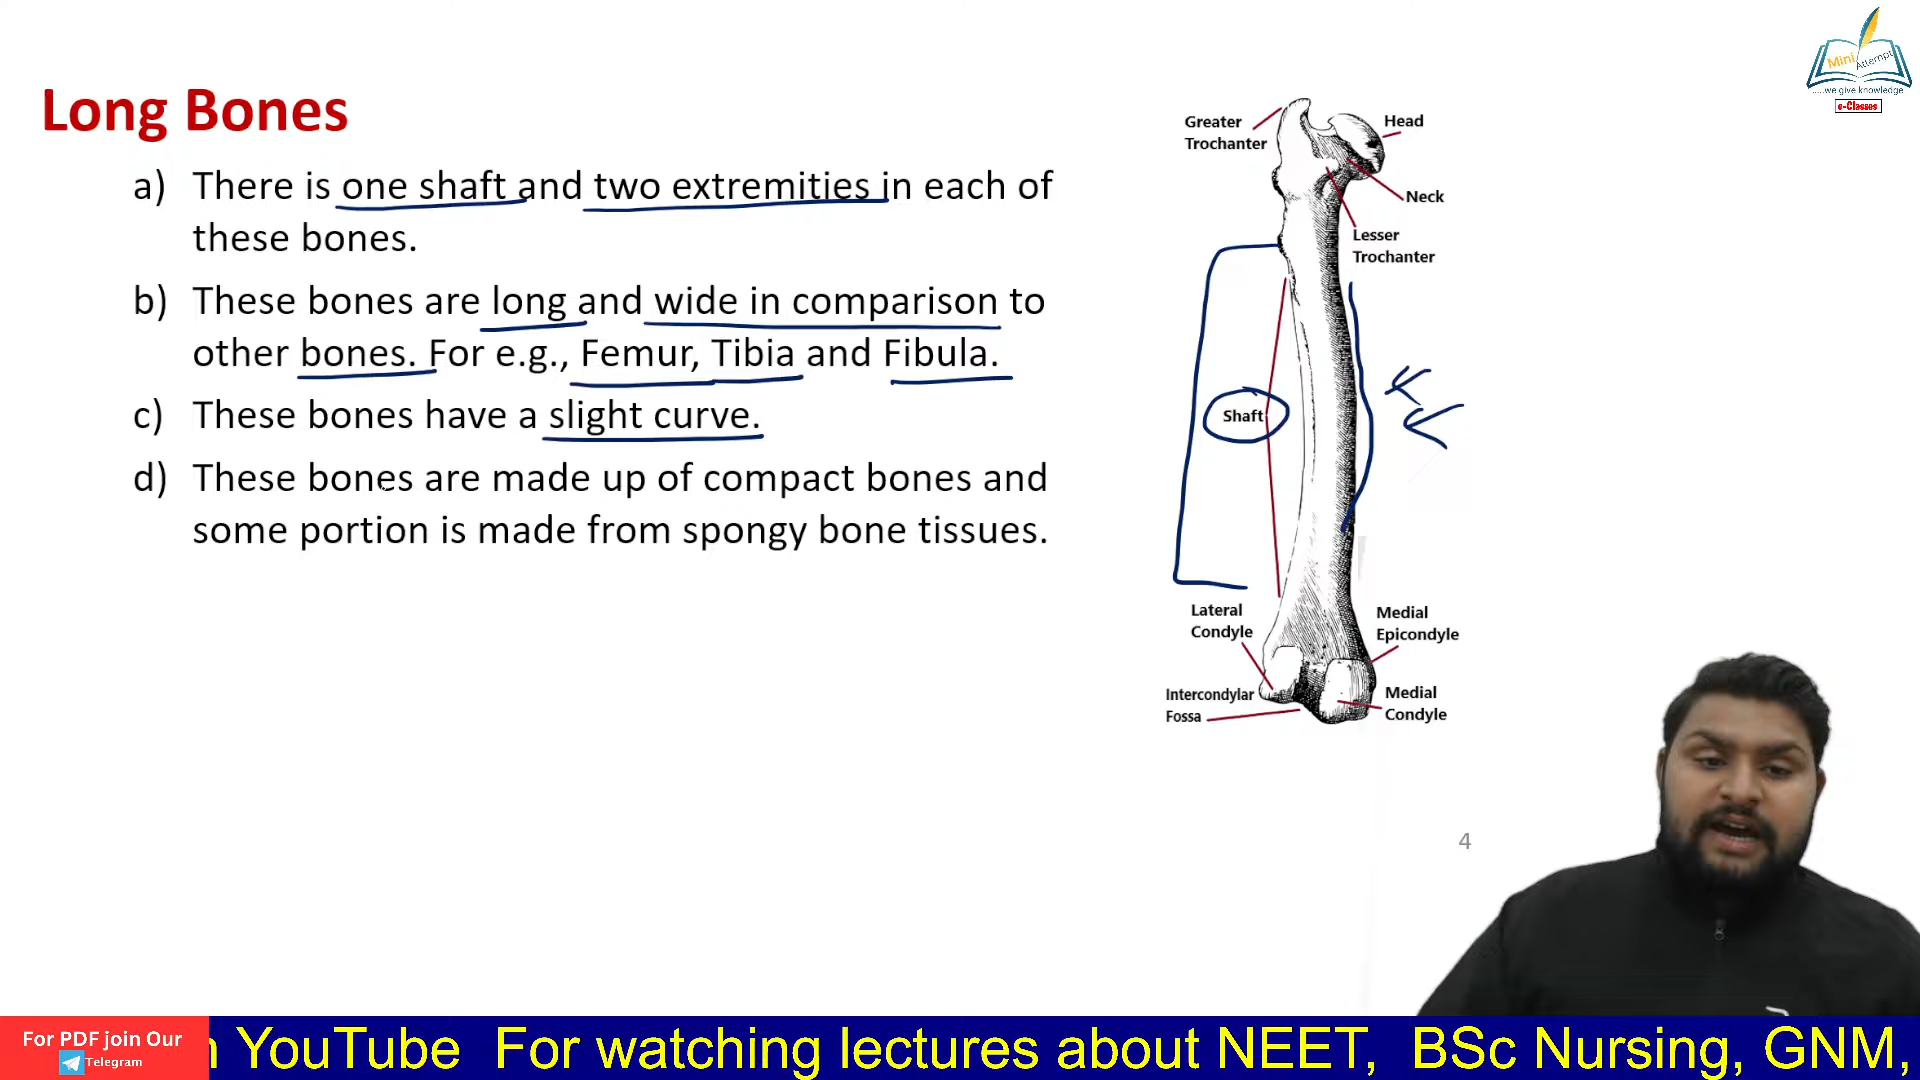 Mini
Attempt
.....we give knowledge
e-Classes
Long Bones
a) There is one shaft and two extremities in each of
these bones.
b) These bones are long and wide in comparison to
other bones. For e.g., Femur, Tibia and Fibula.
c) These bones have a slight curve.
d) These bones are made up of compact bones and
some portion is made from spongy bone tissues.
Greater
Trochanter
Head
Neck
Lesser
Trochanter
Shaft
Lateral
Condyle
Medial
Epicondyle
Intercondylar
Fossa
Medial
Condyle
4
For PDF join Our
Telegram
n YouTube For watching lectures about NEET, BSc Nursing, GNM,